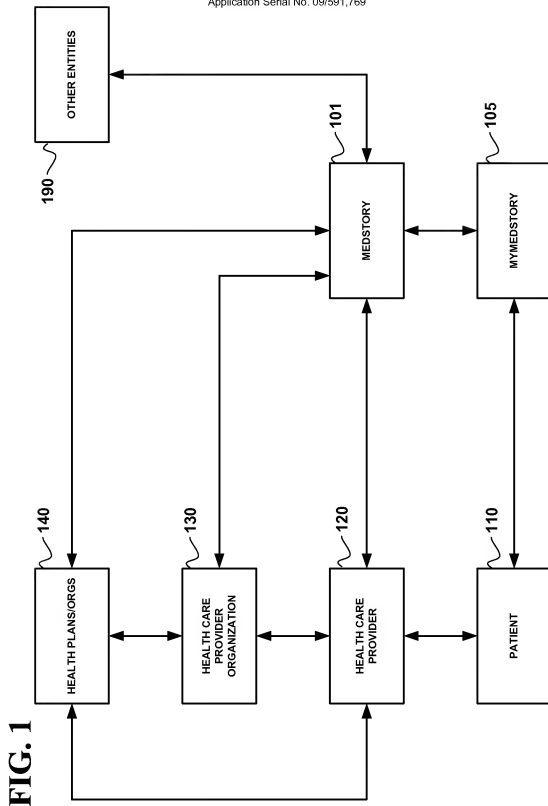 Application Serial No. 09/591,769
FIG. 1
140
HEALTH PLANS/ORGS
130
HEALTH CARE
PROVIDER
ORGANIZATION
120
HEALTH CARE
PROVIDER
110
PATIENT
190
OTHER ENTITIES
101
MEDSTORY
105
MYMEDSTORY